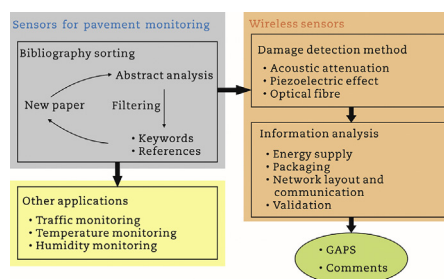 Sensors for pavement monitoring
Bibliography sorting
Abstract analysis
New paper
Filtering
• Keywords
• References
Other applications
• Traffic monitoring
• Temperature monitoring
• Humidity monitoring
Wireless sensors
Damage detection method
• Acoustic attenuation
• Piezoelectric effect
• Optical fibre
Information analysis
• Energy supply
• Packaging
• Network layout and
communication
• Validation
• GAPS
• Comments